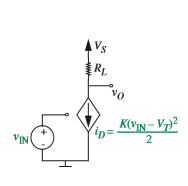 V_S
R_L
v_O
v_IN
+
-
i_D = K(v_IN − V_T)² / 2